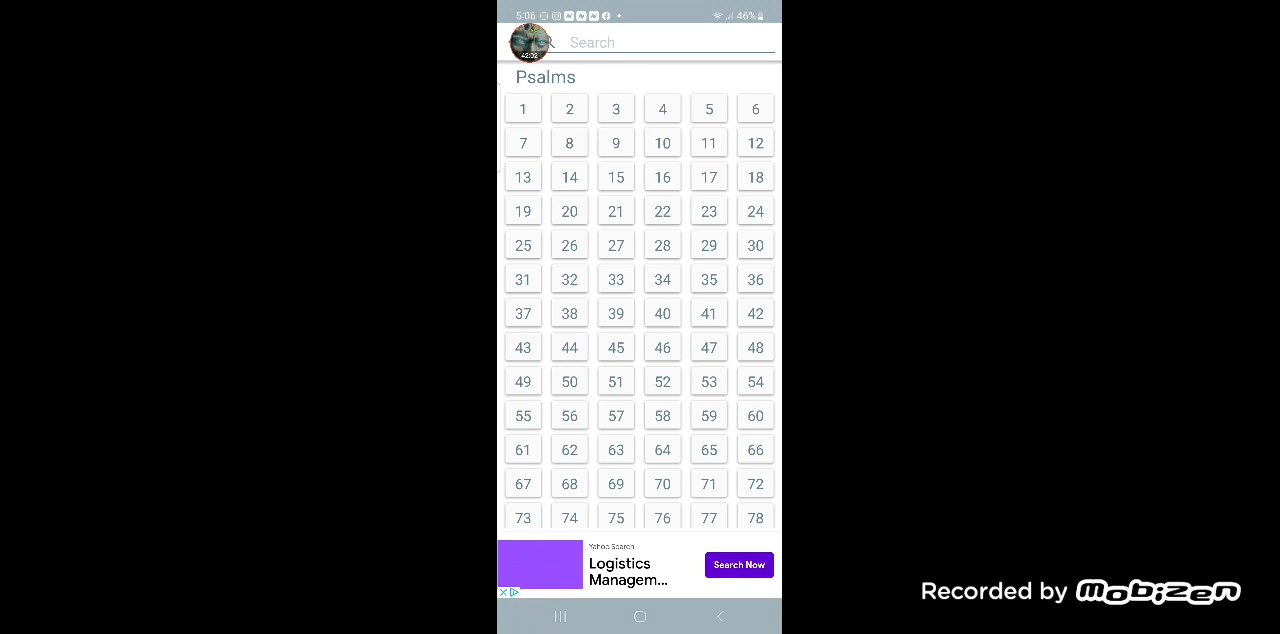 5:06 46%
42:02
Search
Psalms
1 2 3 4 5 6
7 8 9 10 11 12
13 14 15 16 17 18
19 20 21 22 23 24
25 26 27 28 29 30
31 32 33 34 35 36
37 38 39 40 41 42
43 44 45 46 47 48
49 50 51 52 53 54
55 56 57 58 59 60
61 62 63 64 65 66
67 68 69 70 71 72
73 74 75 76 77 78
Yahoo Search
Logistics
Managem...
Search Now
Recorded by mobizen